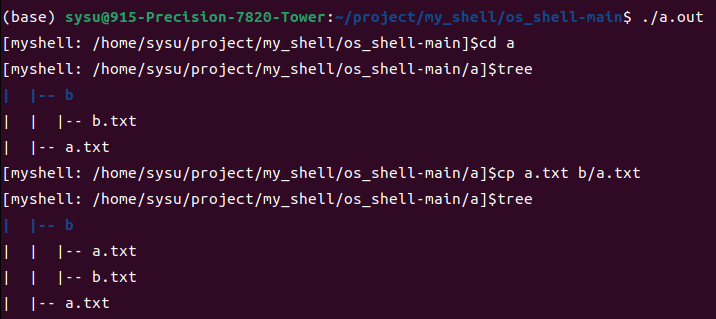 (base) sysu@915-Precision-7820-Tower:~/project/my_shell/os_shell-main$ ./a.out
[myshell: /home/sysu/project/my_shell/os_shell-main]$cd a
[myshell: /home/sysu/project/my_shell/os_shell-main/a]$tree
|  |-- b
|  |  |-- b.txt
|  |-- a.txt
[myshell: /home/sysu/project/my_shell/os_shell-main/a]$cp a.txt b/a.txt
[myshell: /home/sysu/project/my_shell/os_shell-main/a]$tree
|  |-- b
|  |  |-- a.txt
|  |  |-- b.txt
|  |-- a.txt